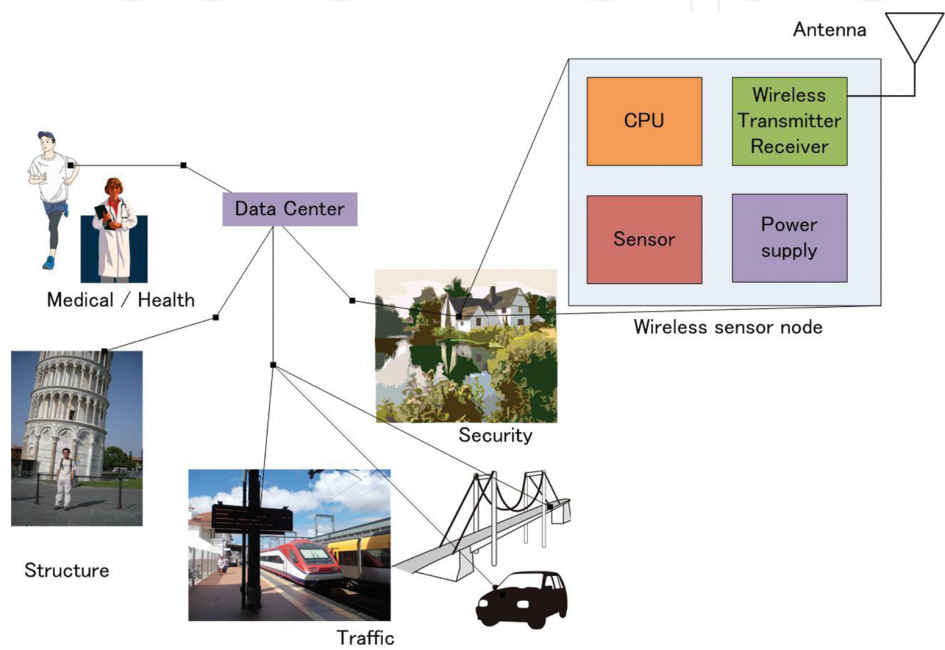 Antenna
CPU
Wireless
Transmitter
Receiver
Data Center
Sensor
Power
supply
Medical / Health
Wireless sensor node
Security
Structure
Traffic